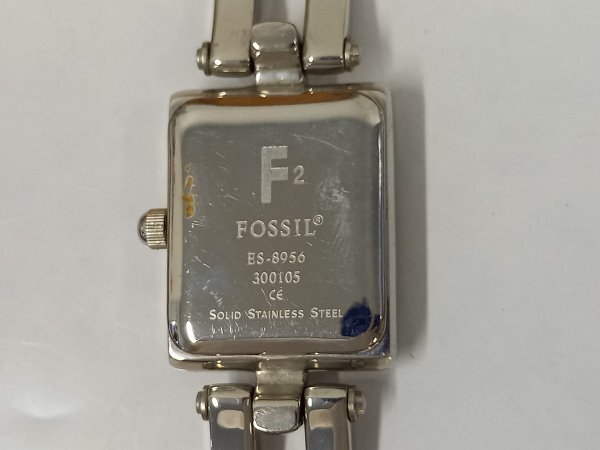 F2
FOSSIL®
ES-8956
300105
CE
SOLID STAINLESS STEEL